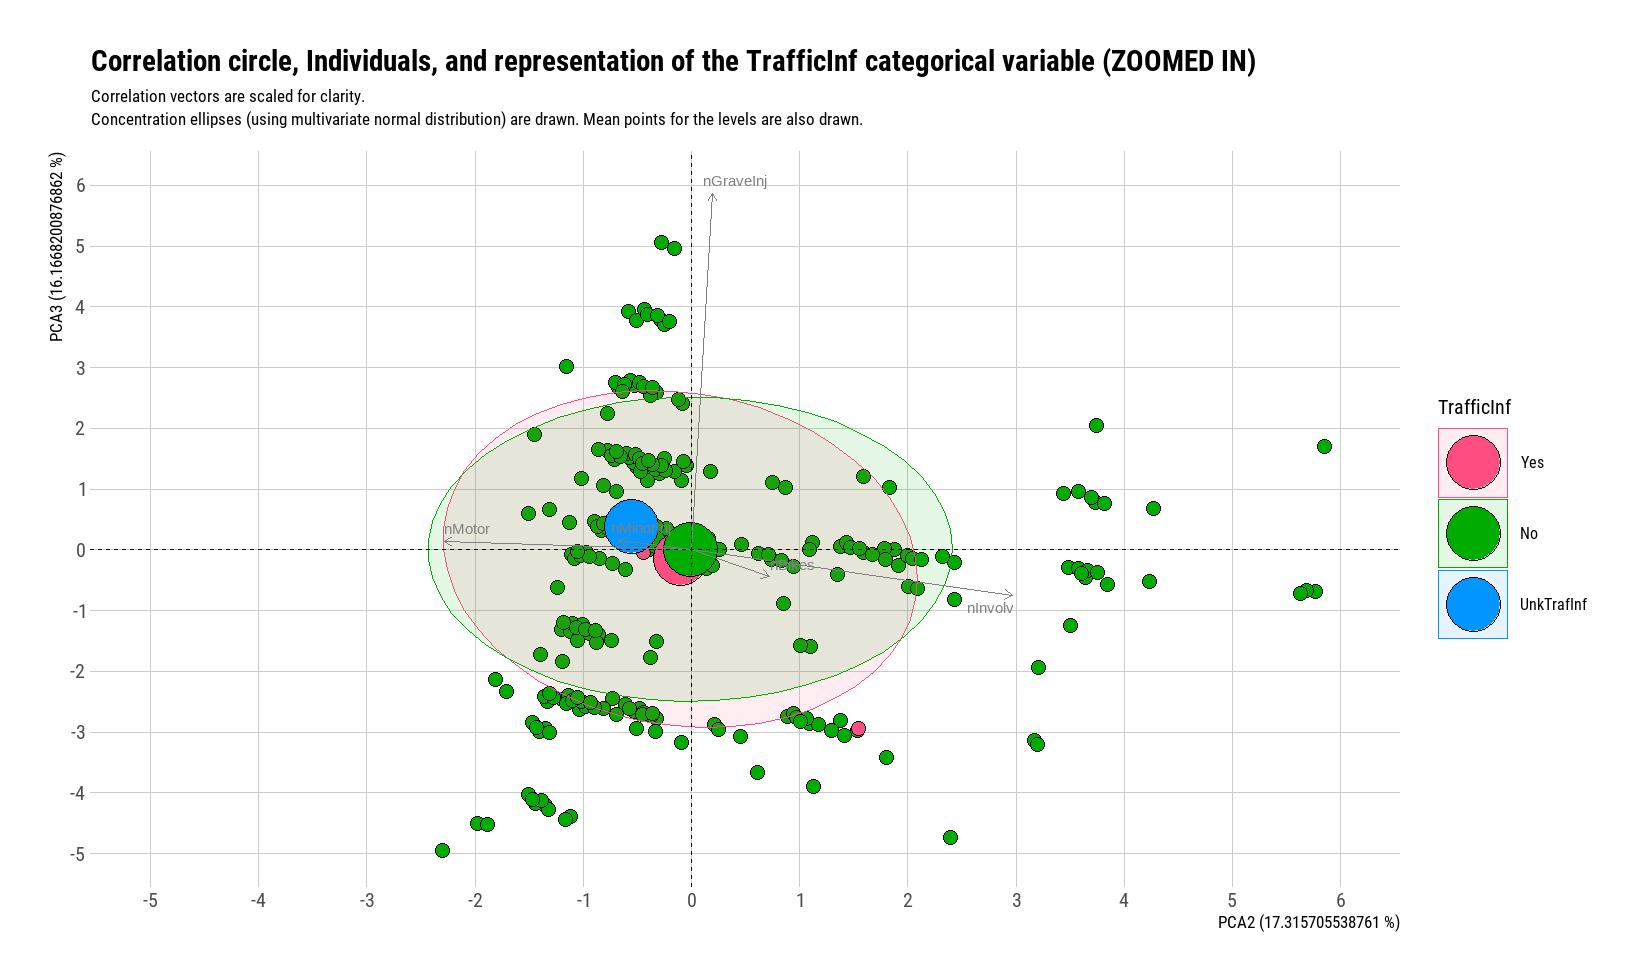 Correlation circle, Individuals, and representation of the TrafficInf categorical variable (ZOOMED IN)
Correlation vectors are scaled for clarity.
Concentration ellipses (using multivariate normal distribution) are drawn. Mean points for the levels are also drawn.
PCA3 (16.1668200876862 %)
6
5
4
3
2
1
0
-1
-2
-3
-4
-5
nGraveInj
nMotor
nInvolv
TrafficInf
Yes
No
UnkTrafInf
-5
-4
-3
-2
-1
0
1
2
3
4
5
6
PCA2 (17.315705538761 %)